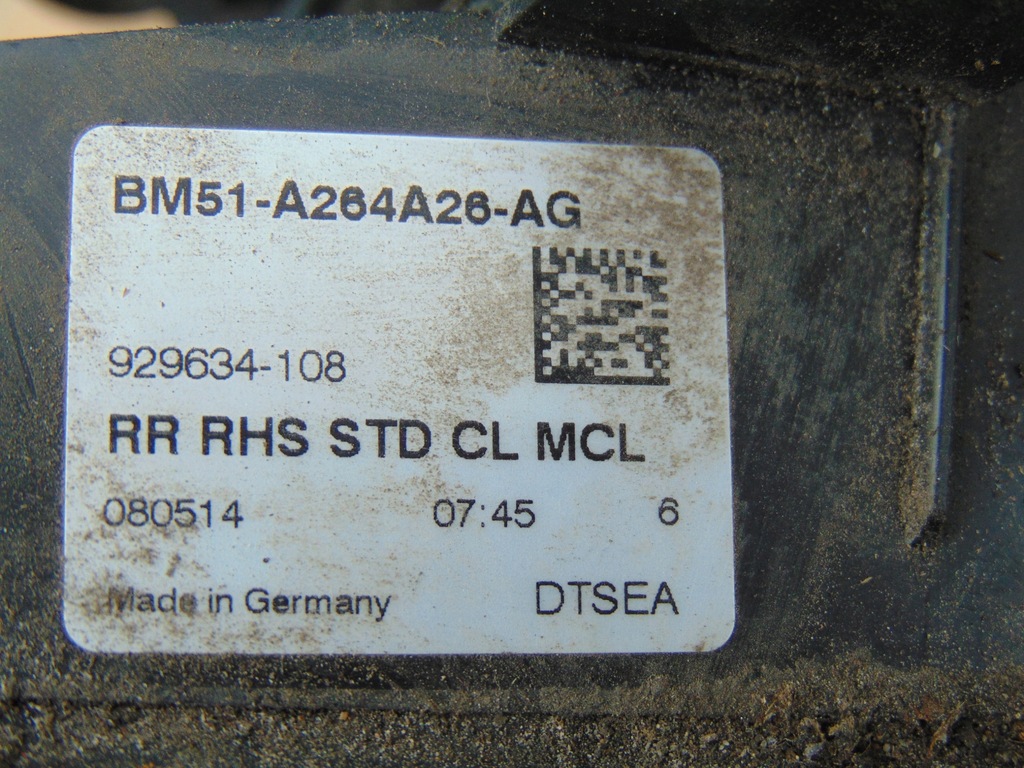 BM51-A264A26-AG
929634-108
RR RHS STD CL MCL
080514 07:45 6
Made in Germany DTSEA